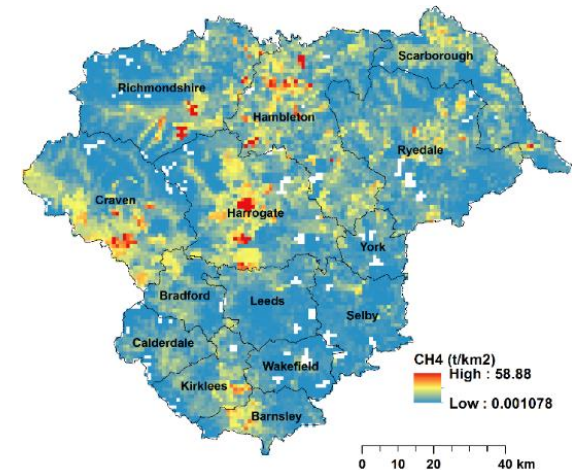 Scarborough
Richmondshire
Hambleton
Ryedale
Craven
Harrogate
York
Bradford
Leeds
Selby
Calderdale
Wakefield
Kirklees
Barnsley
CH4 (t/km2)
High : 58.88
Low : 0.001078
0 10 20 40 km